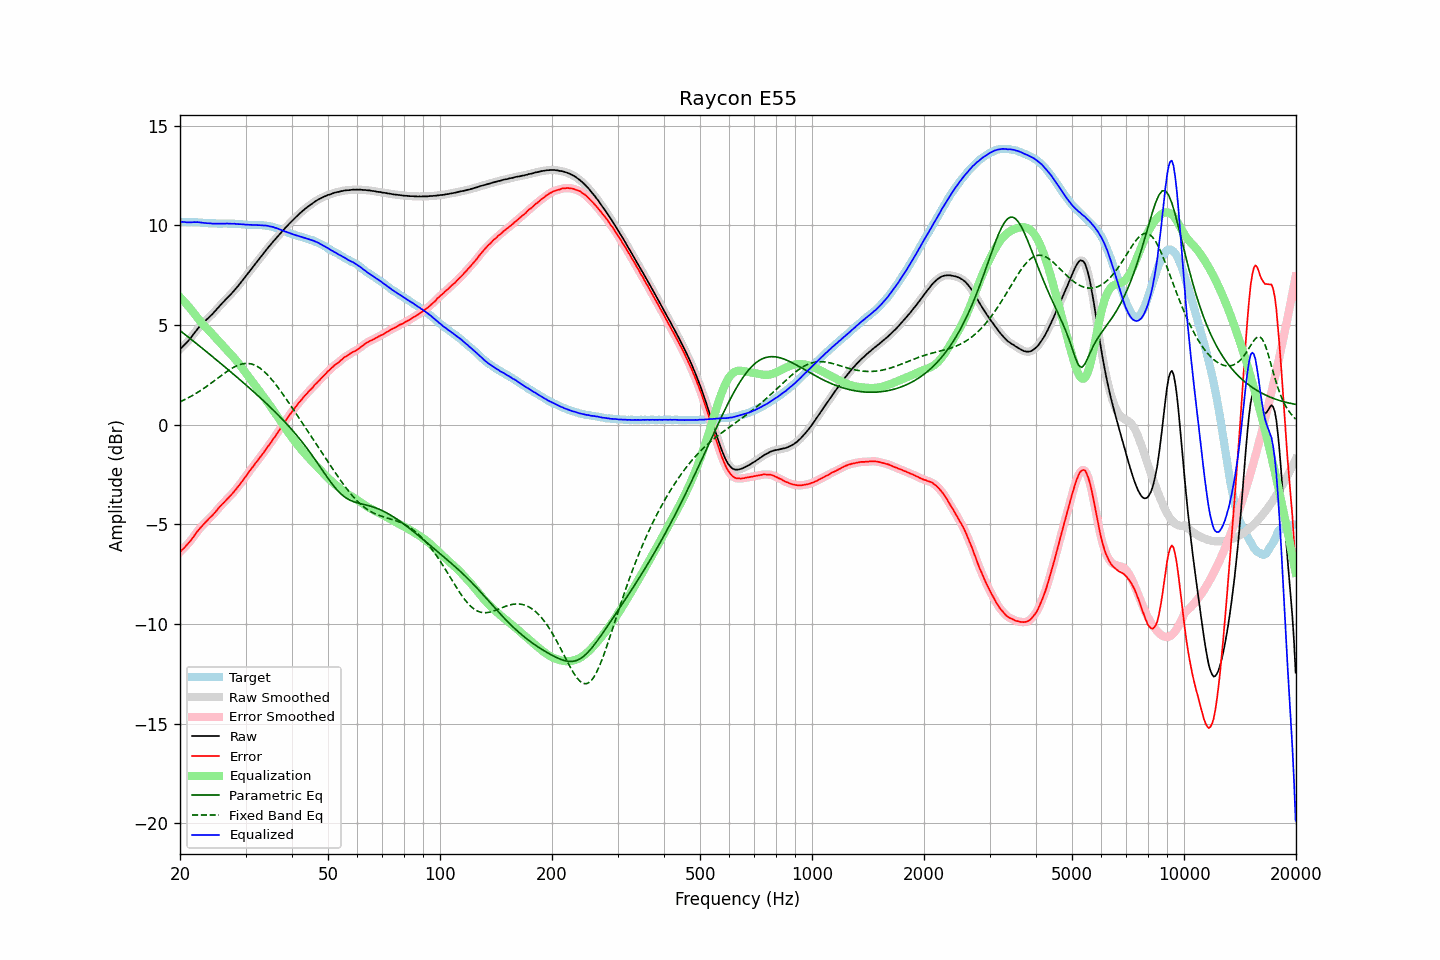 Raycon E55
15
10
5
0
−5
−10
−15
−20
Amplitude (dBr)
Target
Raw Smoothed
Error Smoothed
Raw
Error
Equalization
Parametric Eq
Fixed Band Eq
Equalized
20 50 100 200 500 1000 2000 5000 10000 20000
Frequency (Hz)